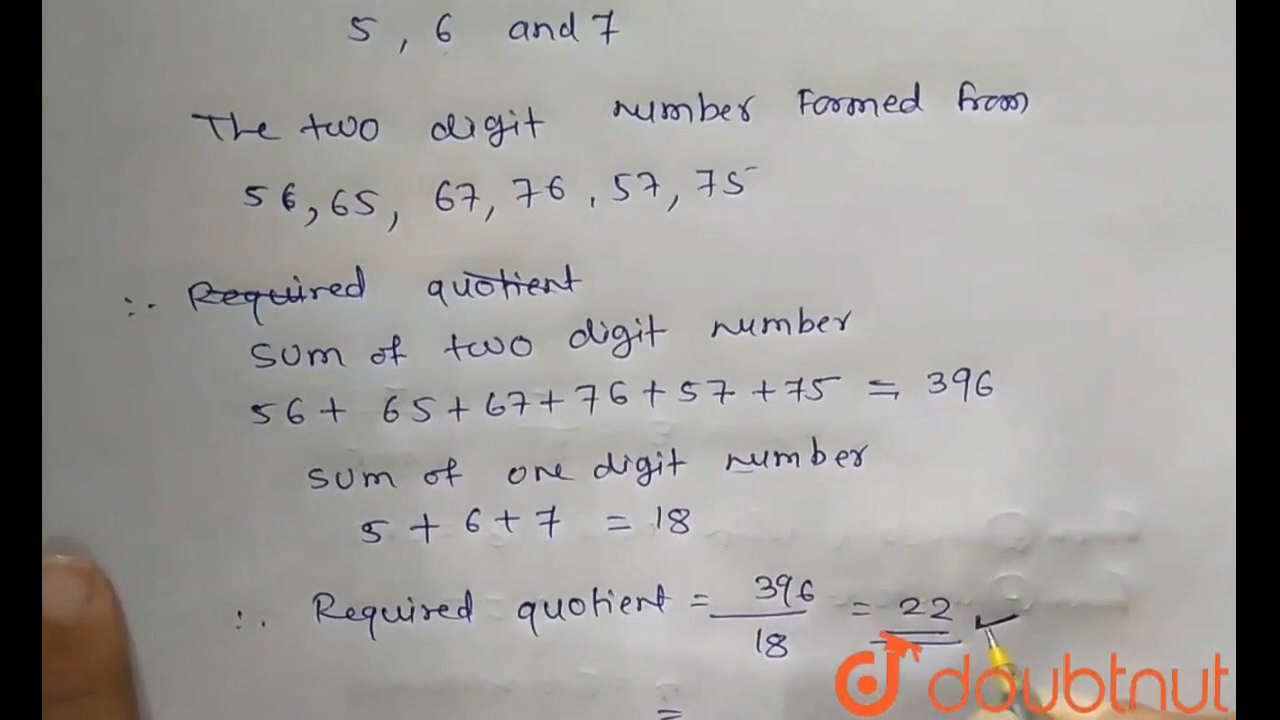 5, 6 and 7
The two digit number formed from
56, 65, 67, 76, 57, 75
∴ Required quotient
Sum of two digit number
56 + 65 + 67 + 76 + 57 + 75 = 396
Sum of one digit number
5 + 6 + 7 = 18
∴ Required quotient = 396/18 = 22 ✓
=
doubtnut